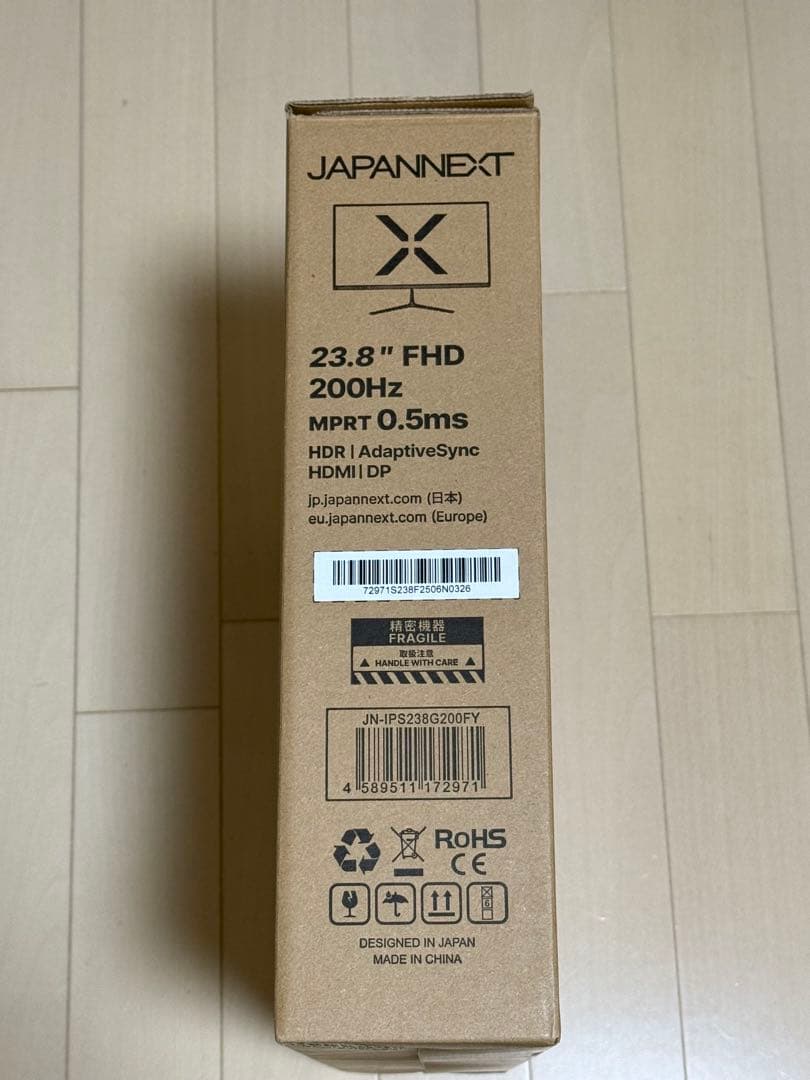 JAPANNEXT
23.8" FHD
200Hz
MPRT 0.5ms
HDR | AdaptiveSync
HDMI | DP
jp.japannext.com (日本)
eu.japannext.com (Europe)
72971S238F2506N0326
精密機器
FRAGILE
取扱注意
HANDLE WITH CARE
JN-IPS238G200FY
4 589511 172971
RoHS
CE
6
DESIGNED IN JAPAN
MADE IN CHINA